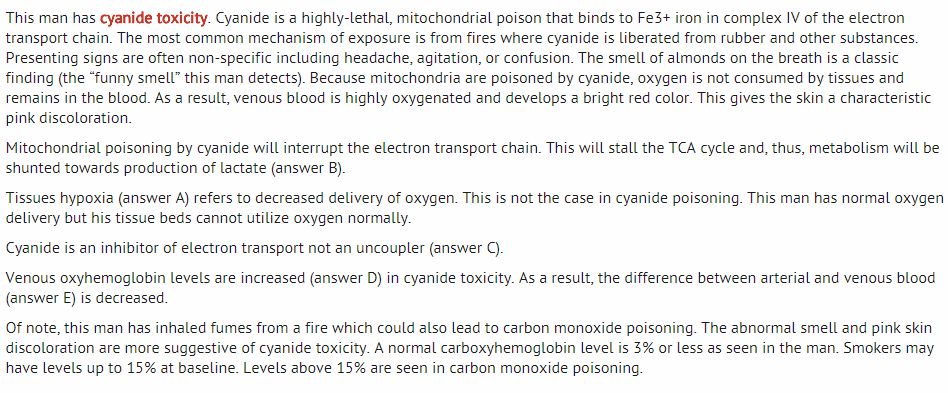 This man has cyanide toxicity. Cyanide is a highly-lethal, mitochondrial poison that binds to Fe3+ iron in complex IV of the electron
transport chain. The most common mechanism of exposure is from fires where cyanide is liberated from rubber and other substances.
Presenting signs are often non-specific including headache, agitation, or confusion. The smell of almonds on the breath is a classic
finding (the “funny smell” this man detects). Because mitochondria are poisoned by cyanide, oxygen is not consumed by tissues and
remains in the blood. As a result, venous blood is highly oxygenated and develops a bright red color. This gives the skin a characteristic
pink discoloration.
Mitochondrial poisoning by cyanide will interrupt the electron transport chain. This will stall the TCA cycle and, thus, metabolism will be
shunted towards production of lactate (answer B).
Tissues hypoxia (answer A) refers to decreased delivery of oxygen. This is not the case in cyanide poisoning. This man has normal oxygen
delivery but his tissue beds cannot utilize oxygen normally.
Cyanide is an inhibitor of electron transport not an uncoupler (answer C).
Venous oxyhemoglobin levels are increased (answer D) in cyanide toxicity. As a result, the difference between arterial and venous blood
(answer E) is decreased.
Of note, this man has inhaled fumes from a fire which could also lead to carbon monoxide poisoning. The abnormal smell and pink skin
discoloration are more suggestive of cyanide toxicity. A normal carboxyhemoglobin level is 3% or less as seen in the man. Smokers may
have levels up to 15% at baseline. Levels above 15% are seen in carbon monoxide poisoning.